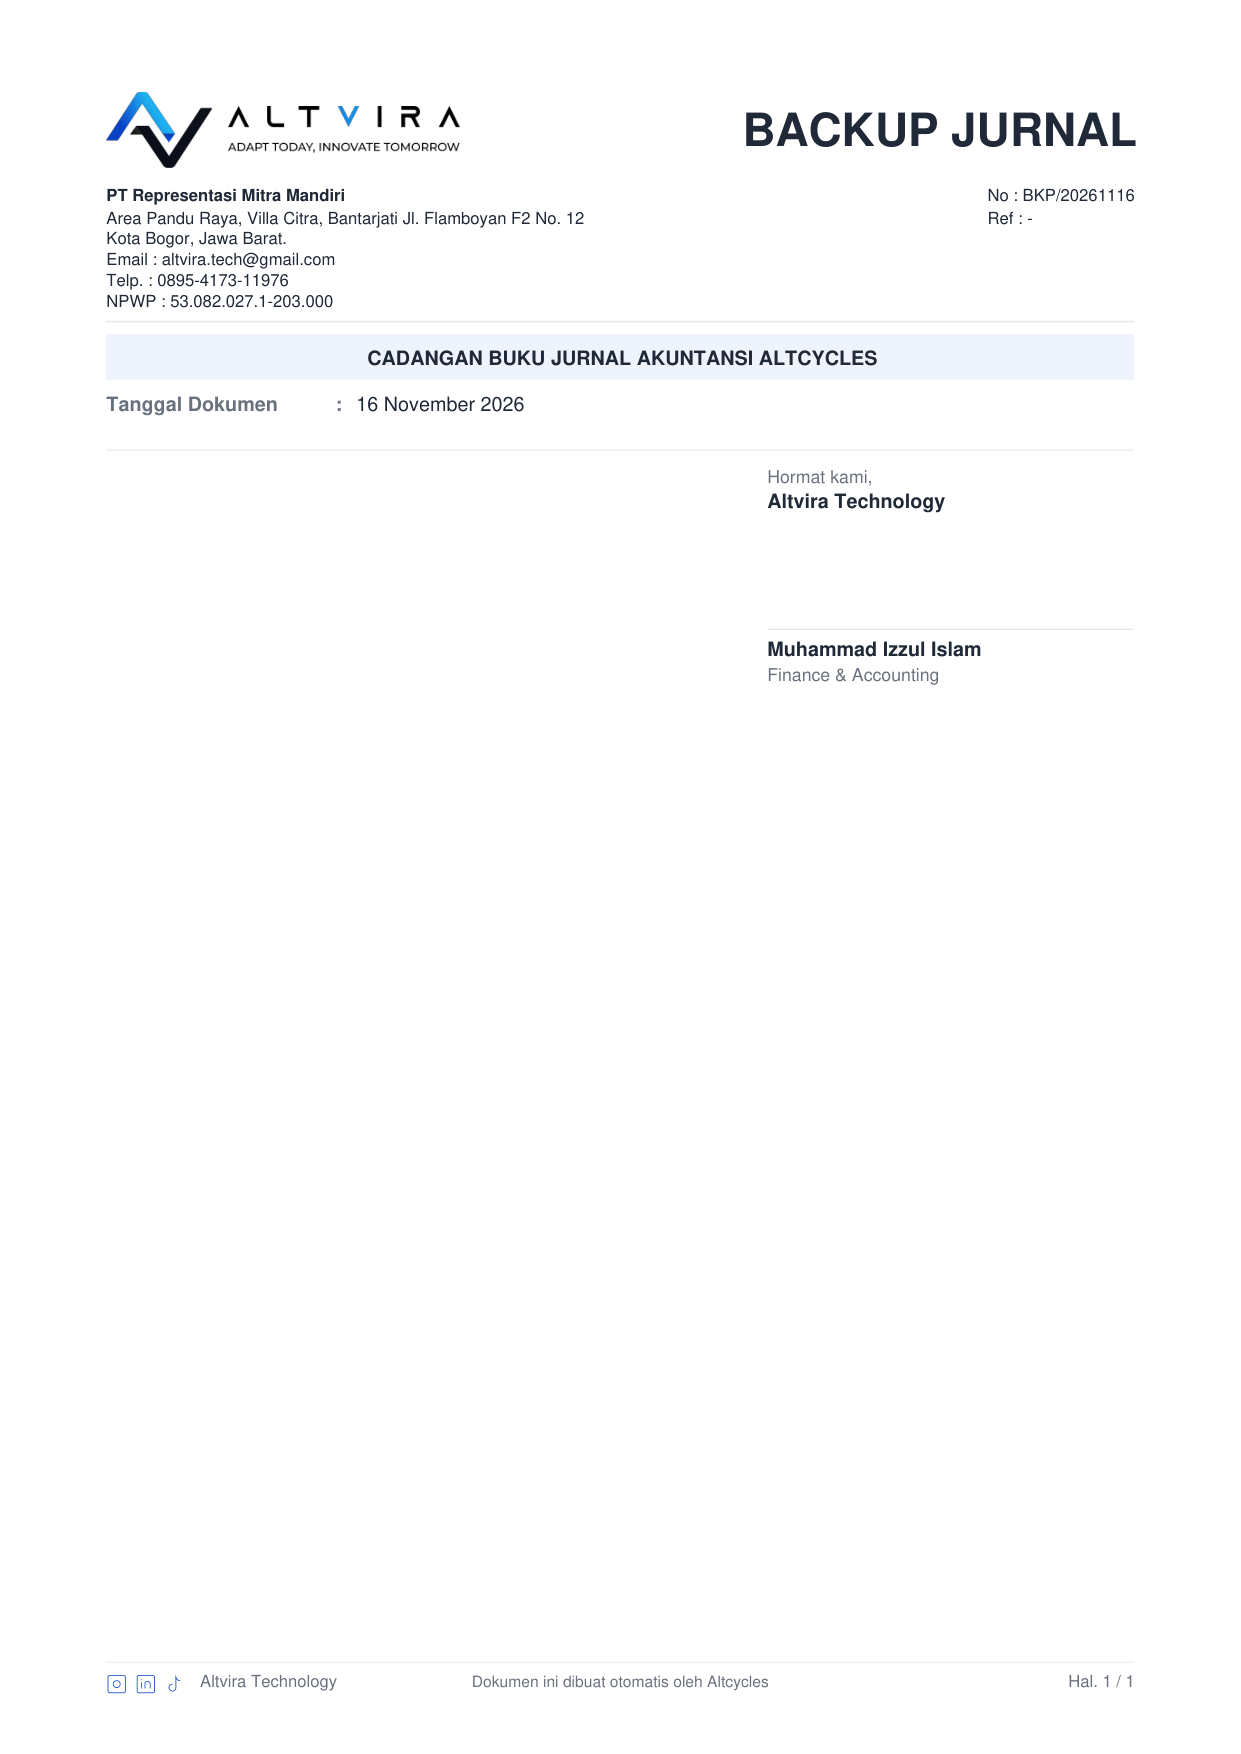 ALTVIRA
ADAPT TODAY, INNOVATE TOMORROW
BACKUP JURNAL
PT Representasi Mitra Mandiri
Area Pandu Raya, Villa Citra, Bantarjati Jl. Flamboyan F2 No. 12
Kota Bogor, Jawa Barat.
Email : altvira.tech@gmail.com
Telp. : 0895-4173-11976
NPWP : 53.082.027.1-203.000
No : BKP/20261116
Ref : -
CADANGAN BUKU JURNAL AKUNTANSI ALTCYCLES
Tanggal Dokumen : 16 November 2026
Hormat kami,
Altvira Technology
Muhammad Izzul Islam
Finance & Accounting
in Altvira Technology Dokumen ini dibuat otomatis oleh Altcycles Hal. 1 / 1